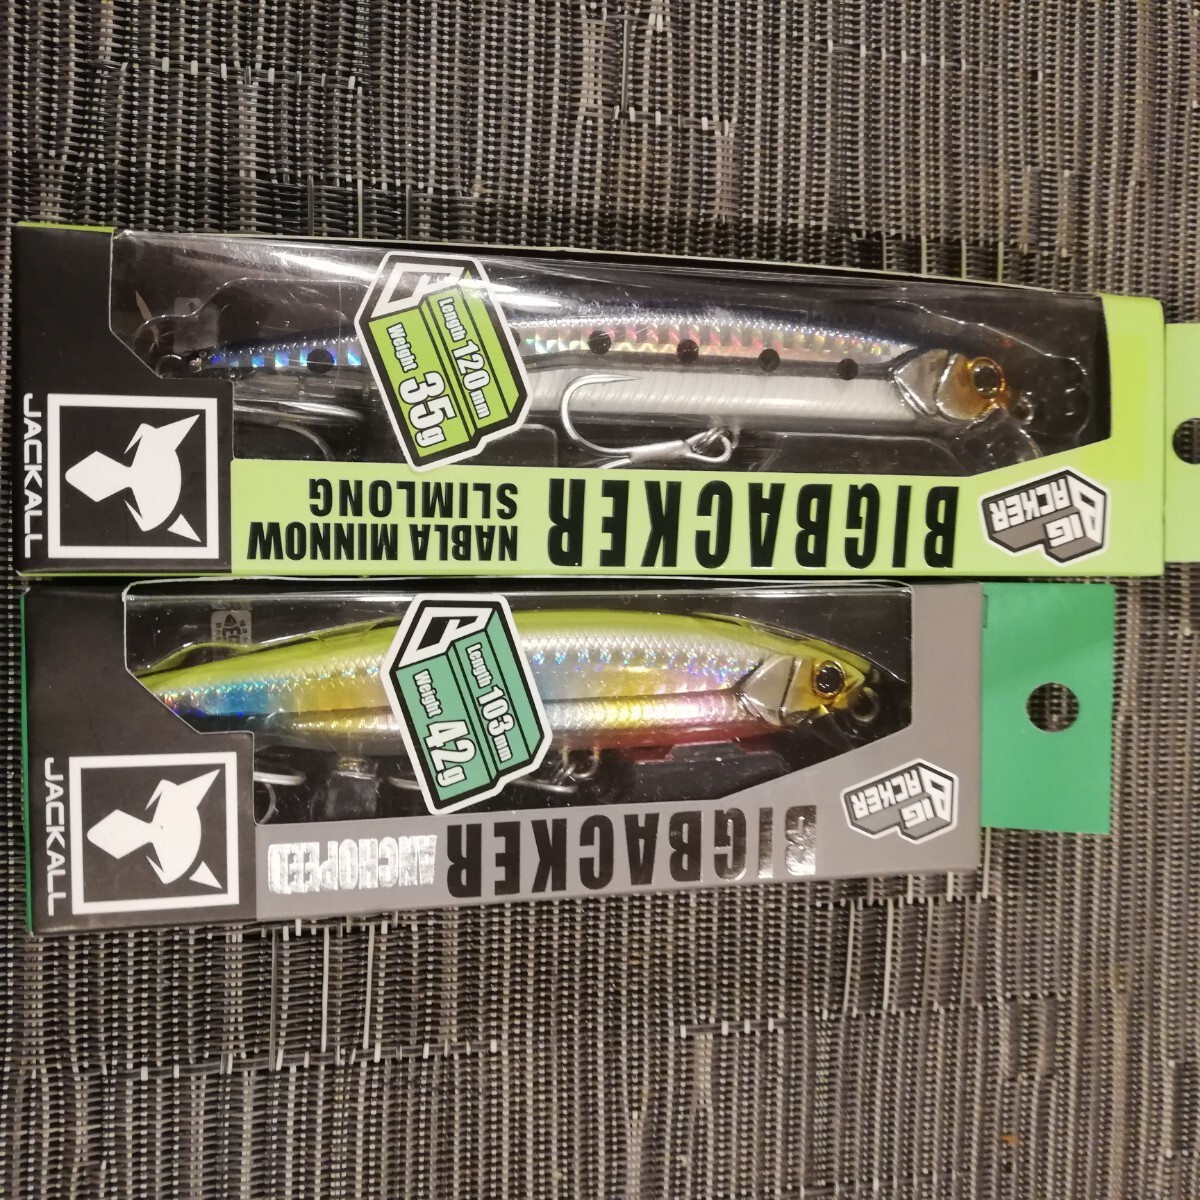 Length 120mm
Weight 35g
JACKALL
BIG
BACKER
BIGBACKER
NABLA MINNOW
SLIMLONG
Length 103mm
Weight 42g
JACKALL
BIG
BACKER
BIGBACKER
ANCHOPEED